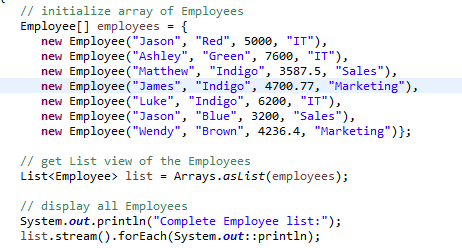 // initialize array of Employees
Employee[] employees = {
new Employee("Jason", "Red", 5000, "IT"),
new Employee("Ashley", "Green", 7600, "IT"),
new Employee("Matthew", "Indigo", 3587.5, "Sales"),
new Employee("James", "Indigo", 4700.77, "Marketing"),
new Employee("Luke", "Indigo", 6200, "IT"),
new Employee("Jason", "Blue", 3200, "Sales"),
new Employee("Wendy", "Brown", 4236.4, "Marketing")};
// get List view of the Employees
List<Employee> list = Arrays.asList(employees);
// display all Employees
System.out.println("Complete Employee list:");
list.stream().forEach(System.out::println);